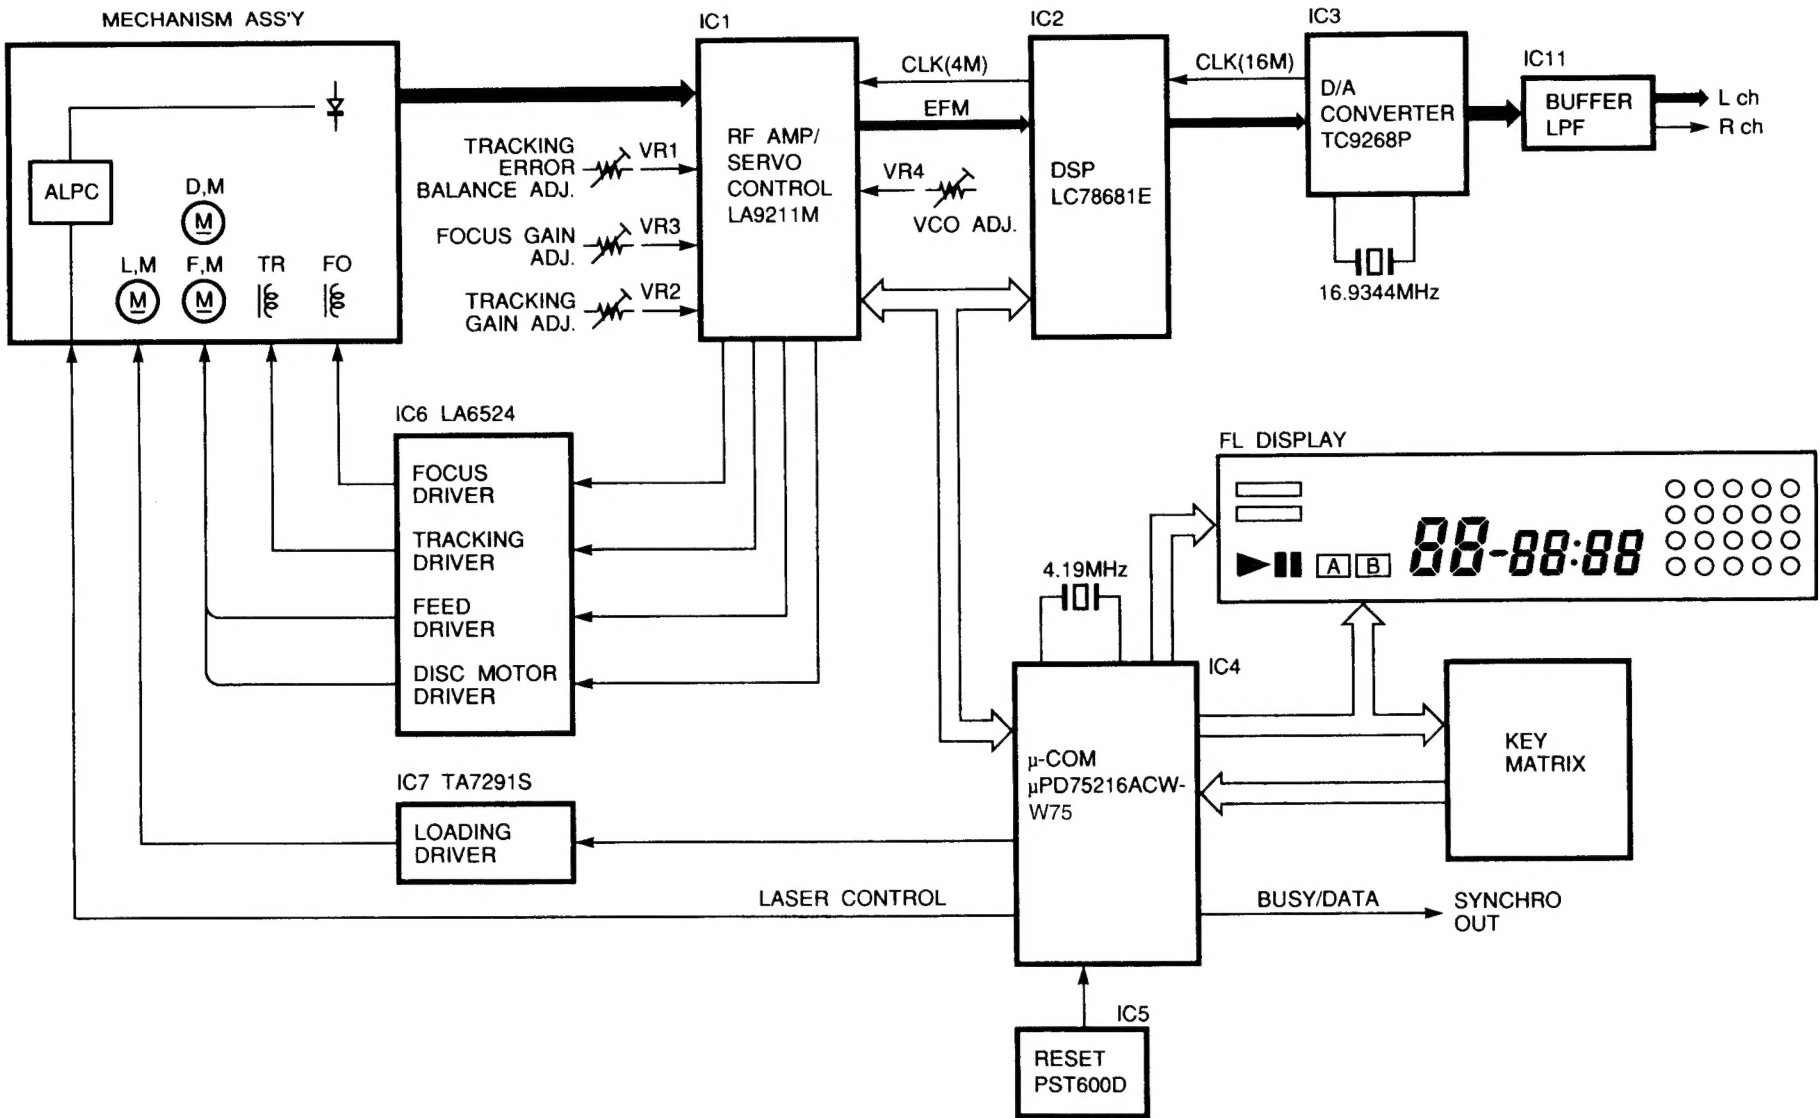 MECHANISM ASS'Y
ALPC
D,M
M
L,M
F,M
TR
FO
M
M
IC1
RF AMP/
SERVO
CONTROL
LA9211M
TRACKING
ERROR
BALANCE ADJ.
VR1
FOCUS GAIN
ADJ.
VR3
TRACKING
GAIN ADJ.
VR2
CLK(4M)
EFM
VR4
VCO ADJ.
IC2
DSP
LC78681E
CLK(16M)
IC3
D/A
CONVERTER
TC9268P
16.9344MHz
IC11
BUFFER
LPF
L ch
R ch
IC6 LA6524
FOCUS
DRIVER
TRACKING
DRIVER
FEED
DRIVER
DISC MOTOR
DRIVER
IC7 TA7291S
LOADING
DRIVER
LASER CONTROL
FL DISPLAY
A B 88-88:88
4.19MHz
IC4
μ-COM
μPD75216ACW-
W75
KEY
MATRIX
BUSY/DATA
SYNCHRO
OUT
IC5
RESET
PST600D